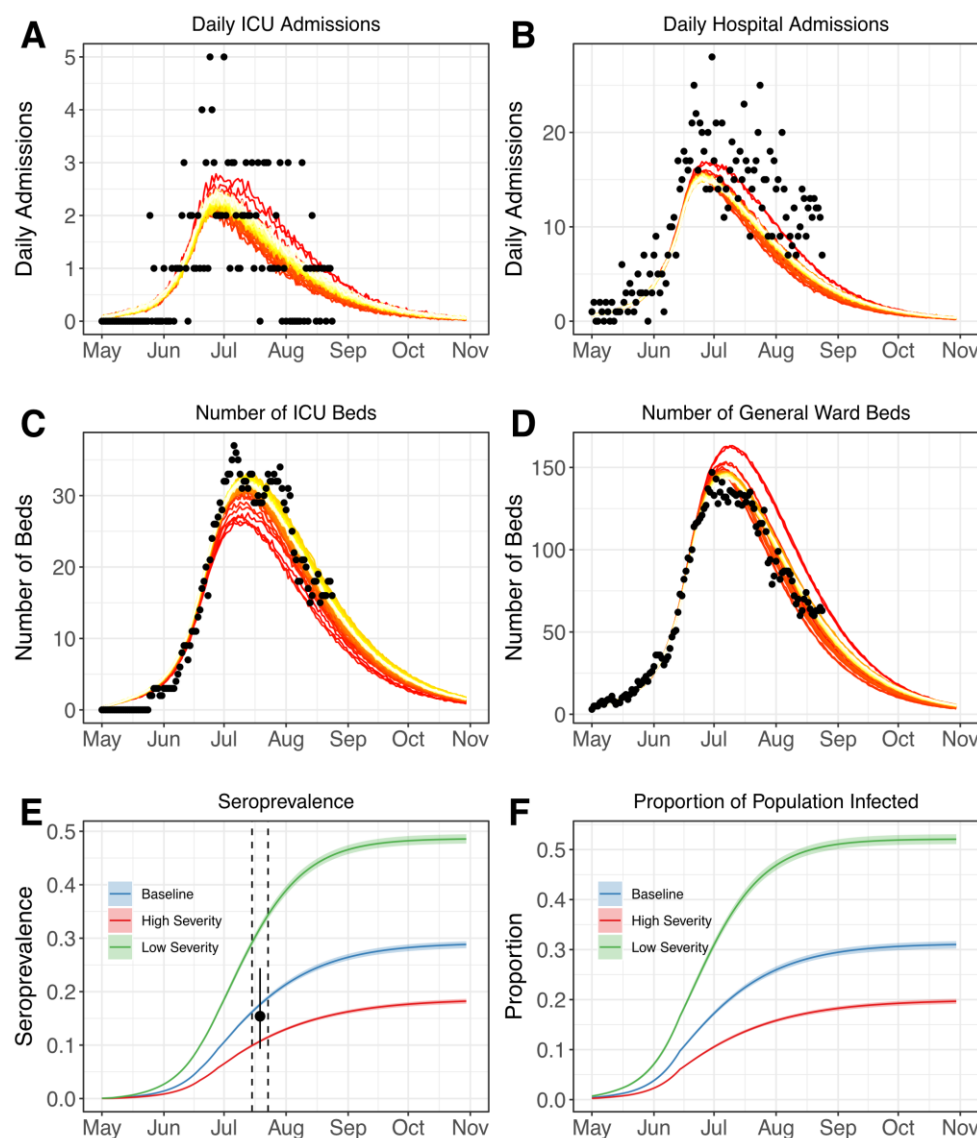 A
Daily ICU Admissions
Daily Admissions
5
4
3
2
1
0
May Jun Jul Aug Sep Oct Nov
B
Daily Hospital Admissions
Daily Admissions
20
10
0
May Jun Jul Aug Sep Oct Nov
C
Number of ICU Beds
Number of Beds
30
20
10
0
May Jun Jul Aug Sep Oct Nov
D
Number of General Ward Beds
Number of Beds
150
100
50
0
May Jun Jul Aug Sep Oct Nov
E
Seroprevalence
Seroprevalence
0.5
0.4
0.3
0.2
0.1
0.0
Baseline
High Severity
Low Severity
May Jun Jul Aug Sep Oct Nov
F
Proportion of Population Infected
Proportion
0.5
0.4
0.3
0.2
0.1
0.0
Baseline
High Severity
Low Severity
May Jun Jul Aug Sep Oct Nov